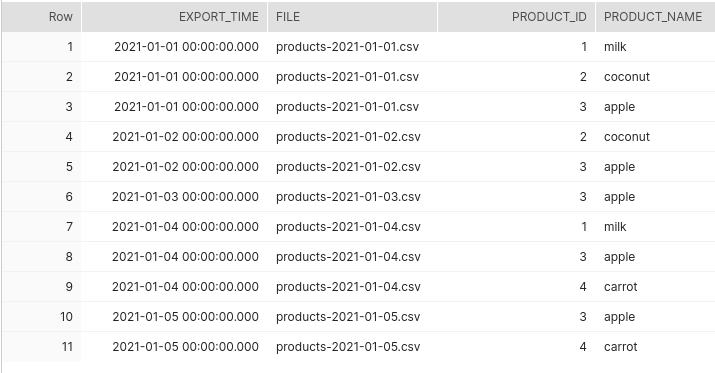 Row EXPORT_TIME FILE PRODUCT_ID PRODUCT_NAME
1 2021-01-01 00:00:00.000 products-2021-01-01.csv 1 milk
2 2021-01-01 00:00:00.000 products-2021-01-01.csv 2 coconut
3 2021-01-01 00:00:00.000 products-2021-01-01.csv 3 apple
4 2021-01-02 00:00:00.000 products-2021-01-02.csv 2 coconut
5 2021-01-02 00:00:00.000 products-2021-01-02.csv 3 apple
6 2021-01-03 00:00:00.000 products-2021-01-03.csv 3 apple
7 2021-01-04 00:00:00.000 products-2021-01-04.csv 1 milk
8 2021-01-04 00:00:00.000 products-2021-01-04.csv 3 apple
9 2021-01-04 00:00:00.000 products-2021-01-04.csv 4 carrot
10 2021-01-05 00:00:00.000 products-2021-01-05.csv 3 apple
11 2021-01-05 00:00:00.000 products-2021-01-05.csv 4 carrot